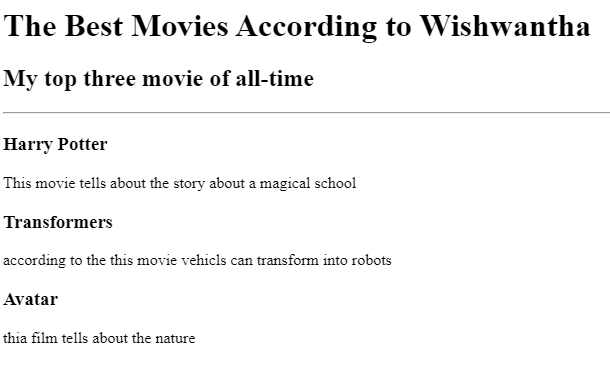 The Best Movies According to Wishwantha
My top three movie of all-time
Harry Potter
This movie tells about the story about a magical school
Transformers
according to the this movie vehicls can transform into robots
Avatar
thia film tells about the nature